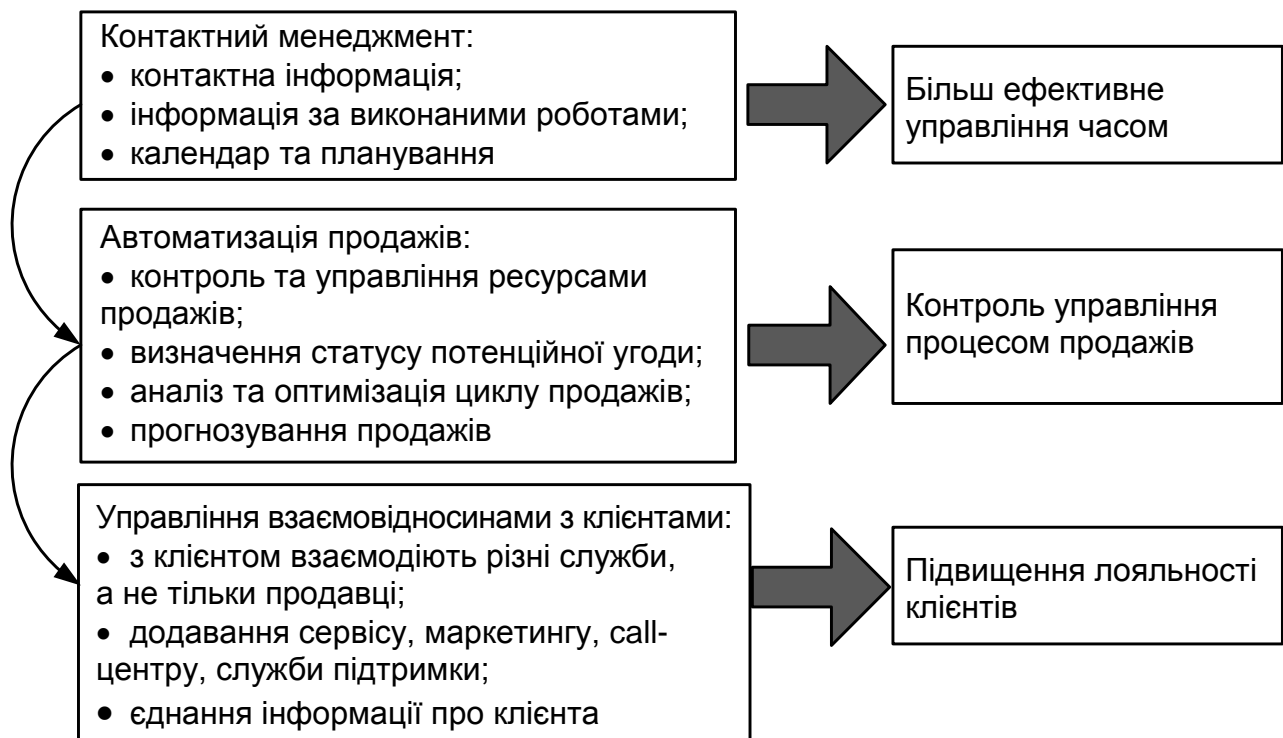 Контактний менеджмент:
• контактна інформація;
• інформація за виконаними роботами;
• календар та планування
Більш ефективне
управління часом
Автоматизація продажів:
• контроль та управління ресурсами
продажів;
• визначення статусу потенційної угоди;
• аналіз та оптимізація циклу продажів;
• прогнозування продажів
Контроль управління
процесом продажів
Управління взаємовідносинами з клієнтами:
• з клієнтом взаємодіють різні служби,
а не тільки продавці;
• додавання сервісу, маркетингу, call-
центру, служби підтримки;
• єднання інформації про клієнта
Підвищення лояльності
клієнтів